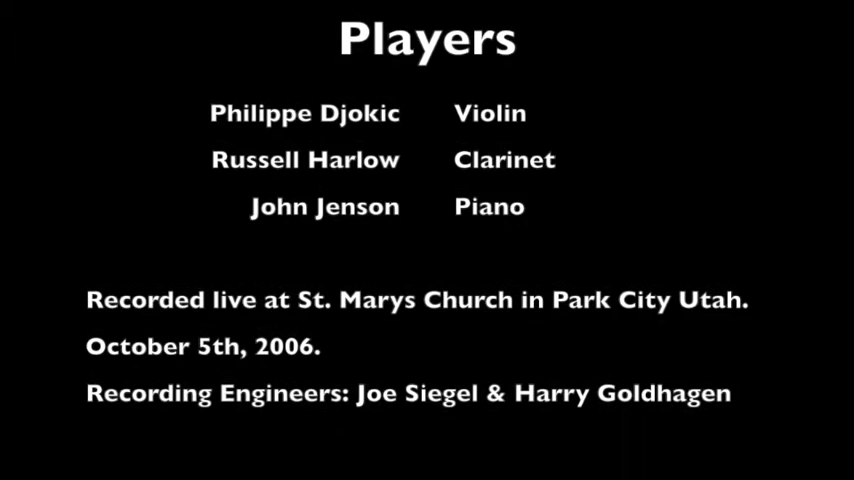 Players
Philippe Djokic Violin
Russell Harlow Clarinet
John Jenson Piano
Recorded live at St. Marys Church in Park City Utah.
October 5th, 2006.
Recording Engineers: Joe Siegel & Harry Goldhagen